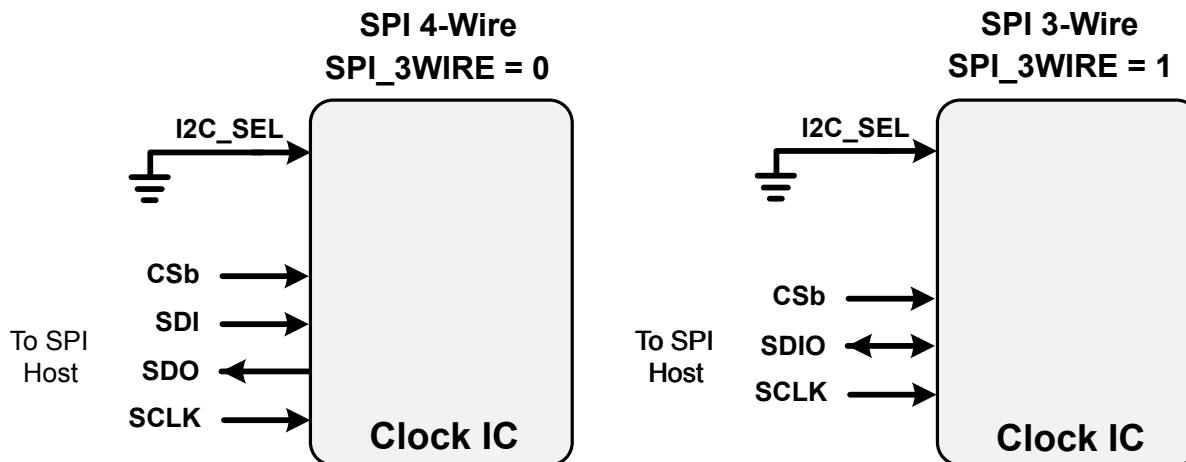 SPI 4-Wire
SPI_3WIRE = 0
I2C_SEL
CSb
SDI
SDO
SCLK
To SPI
Host
Clock IC
SPI 3-Wire
SPI_3WIRE = 1
I2C_SEL
CSb
SDIO
SCLK
To SPI
Host
Clock IC